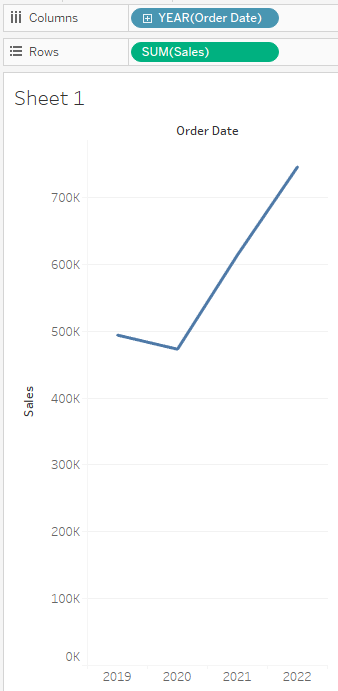 Columns
YEAR(Order Date)
Rows
SUM(Sales)
Sheet 1
Order Date
700K
600K
500K
400K
300K
200K
100K
0K
Sales
2019 2020 2021 2022